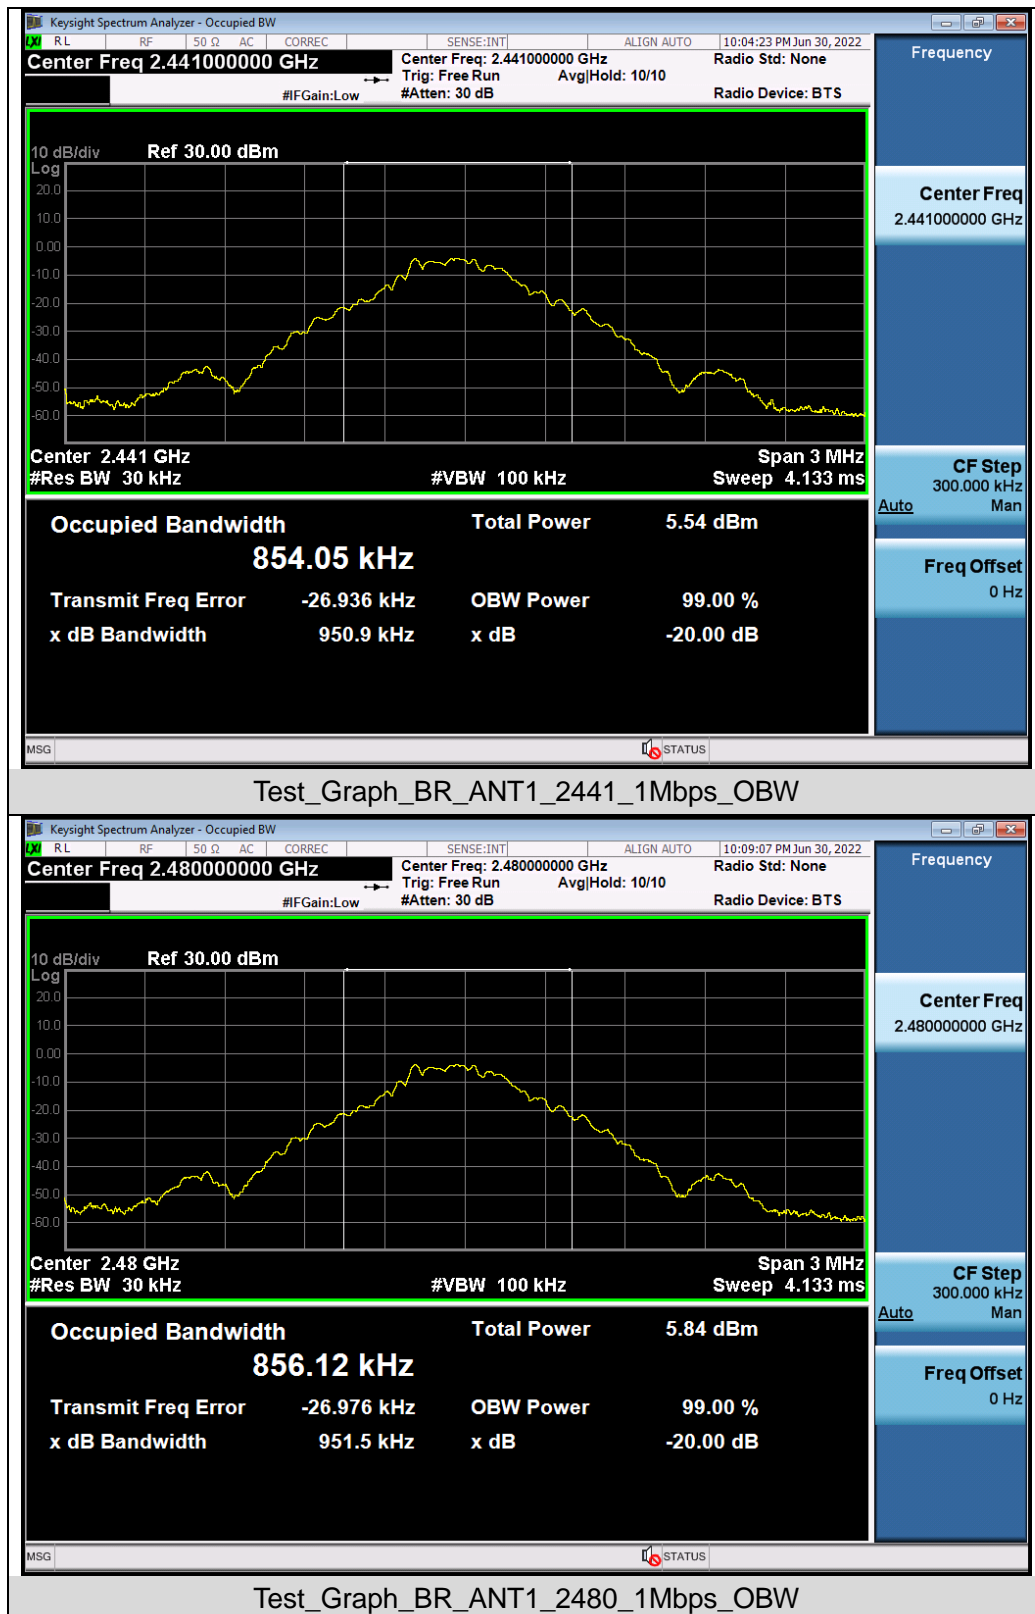 Keysight Spectrum Analyzer - Occupied BW
LXI RL RF 50 Ω AC CORREC SENSE:INT ALIGN AUTO 10:04:23 PM Jun 30, 2022
Center Freq 2.441000000 GHz
Center Freq: 2.441000000 GHz Radio Std: None
Trig: Free Run Avg|Hold: 10/10
#IFGain:Low #Atten: 30 dB Radio Device: BTS
Frequency
10 dB/div Ref 30.00 dBm
Log
20.0
10.0
0.00
-10.0
-20.0
-30.0
-40.0
-50.0
-60.0
Center 2.441 GHz Span 3 MHz
#Res BW 30 kHz #VBW 100 kHz Sweep 4.133 ms
Center Freq
2.441000000 GHz
CF Step
300.000 kHz
Auto Man
Freq Offset
0 Hz
Occupied Bandwidth Total Power 5.54 dBm
854.05 kHz
Transmit Freq Error -26.936 kHz OBW Power 99.00 %
x dB Bandwidth 950.9 kHz x dB -20.00 dB
MSG STATUS
Test_Graph_BR_ANT1_2441_1Mbps_OBW
Keysight Spectrum Analyzer - Occupied BW
LXI RL RF 50 Ω AC CORREC SENSE:INT ALIGN AUTO 10:09:07 PM Jun 30, 2022
Center Freq 2.480000000 GHz
Center Freq: 2.480000000 GHz Radio Std: None
Trig: Free Run Avg|Hold: 10/10
#IFGain:Low #Atten: 30 dB Radio Device: BTS
Frequency
10 dB/div Ref 30.00 dBm
Log
20.0
10.0
0.00
-10.0
-20.0
-30.0
-40.0
-50.0
-60.0
Center 2.48 GHz Span 3 MHz
#Res BW 30 kHz #VBW 100 kHz Sweep 4.133 ms
Center Freq
2.480000000 GHz
CF Step
300.000 kHz
Auto Man
Freq Offset
0 Hz
Occupied Bandwidth Total Power 5.84 dBm
856.12 kHz
Transmit Freq Error -26.976 kHz OBW Power 99.00 %
x dB Bandwidth 951.5 kHz x dB -20.00 dB
MSG STATUS
Test_Graph_BR_ANT1_2480_1Mbps_OBW